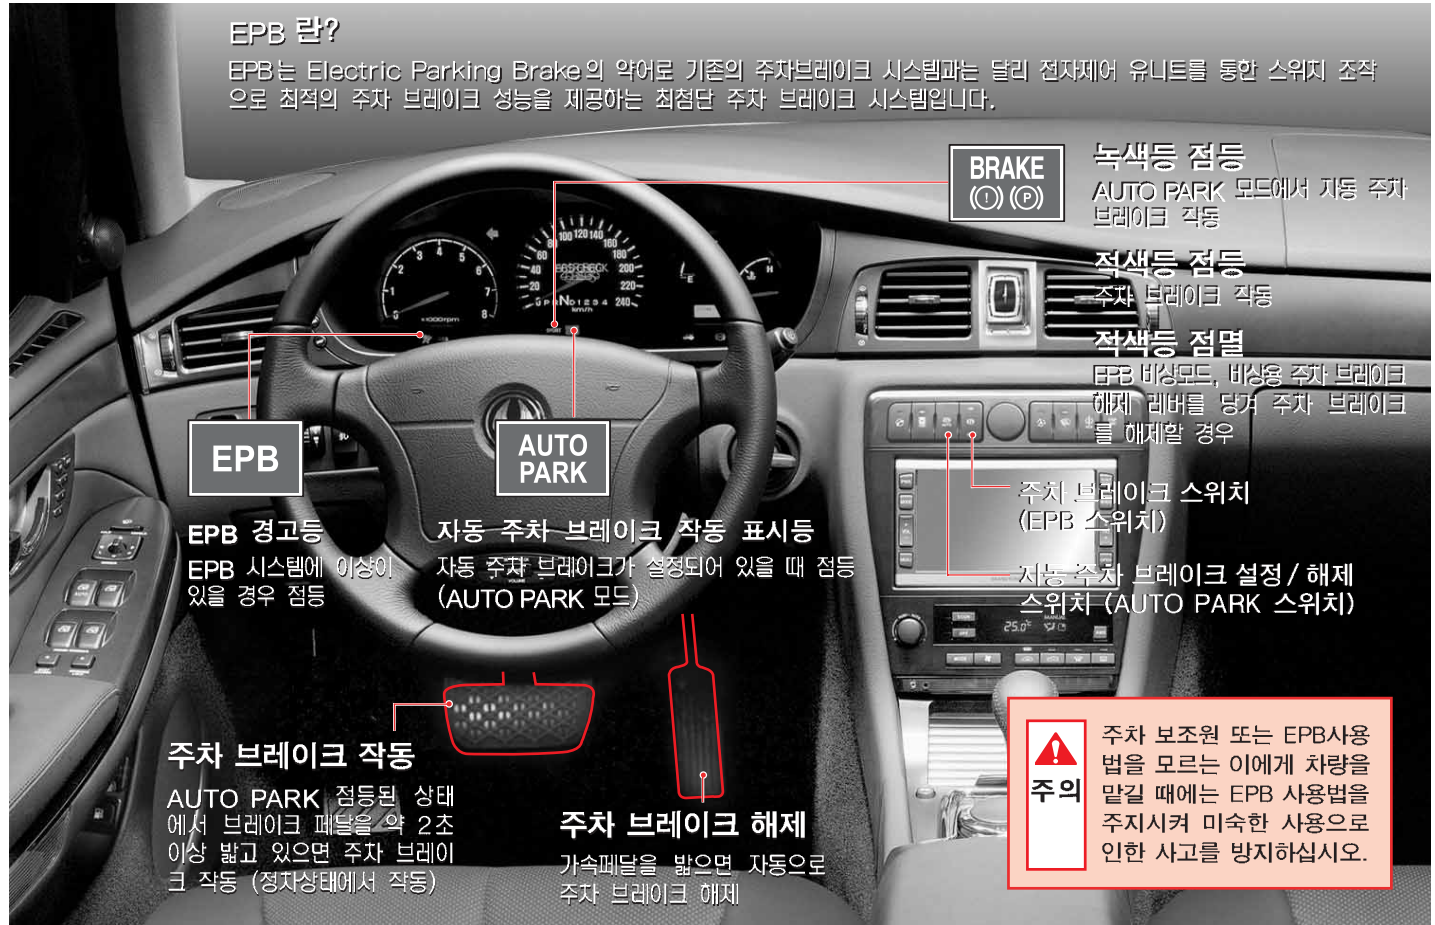 EPB 란?
EPB는 Electric Parking Brake의 약어로 기존의 주차브레이크 시스템과는 달리 전자제어 유니트를 통한 스위치 조작
으로 최적의 주차 브레이크 성능을 제공하는 최첨단 주차 브레이크 시스템입니다.
BRAKE
(!) (P)
녹색등 점등
AUTO PARK 모드에서 자동 주차
브레이크 작동
적색등 점등
주차 브레이크 작동
적색등 점멸
EPB 비상모드, 비상용 주차 브레이크
해제 레버를 당겨 주차 브레이크
를 해제할 경우
EPB
EPB 경고등
EPB 시스템에 이상이
있을 경우 점등
AUTO
PARK
자동 주차 브레이크 작동 표시등
자동 주차 브레이크가 설정되어 있을 때 점등
(AUTO PARK 모드)
주차 브레이크 스위치
(EPB 스위치)
자동 주차 브레이크 설정/해제
스위치 (AUTO PARK 스위치)
25.0
주차 브레이크 작동
AUTO PARK 점등된 상태
에서 브레이크 페달을 약 2초
이상 밟고 있으면 주차 브레이
크 작동 (정차상태에서 작동)
주차 브레이크 해제
가속페달을 밟으면 자동으로
주차 브레이크 해제
주의
주차 보조원 또는 EPB사용
법을 모르는 이에게 차량을
맡길 때에는 EPB 사용법을
주지시켜 미숙한 사용으로
인한 사고를 방지하십시오.